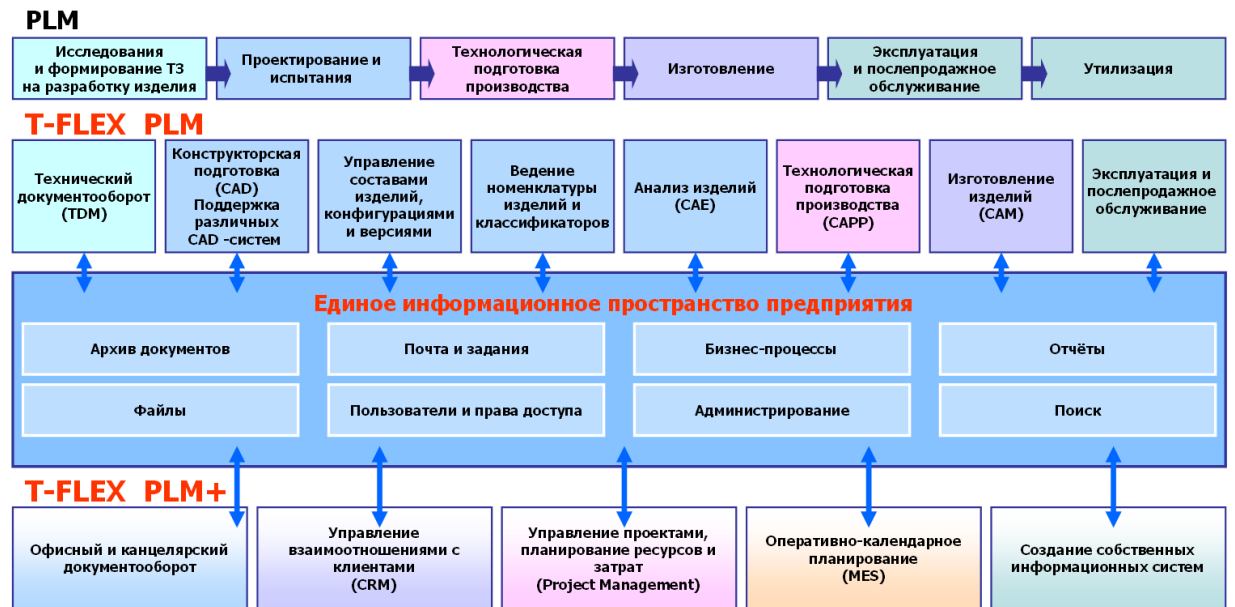 PLM
Исследования
и формирование ТЗ
на разработку изделия
Проектирование и
испытания
Технологическая
подготовка
производства
Изготовление
Эксплуатация
и послепродажное
обслуживание
Утилизация
T-FLEX PLM
Технический
документооборот
(TDM)
Конструкторская
подготовка
(CAD)
Поддержка
различных
CAD -систем
Управление
составами
изделий,
конфигурациями
и версиями
Ведение
номенклатуры
изделий и
классификаторов
Анализ изделий
(CAE)
Технологическая
подготовка
производства
(CAPP)
Изготовление
изделий
(CAM)
Эксплуатация и
послепродажное
обслуживание
Единое информационное пространство предприятия
Архив документов
Почта и задания
Бизнес-процессы
Отчёты
Файлы
Пользователи и права доступа
Администрирование
Поиск
T-FLEX PLM+
Офисный и канцелярский
документооборот
Управление
взаимоотношениями с
клиентами
(CRM)
Управление проектами,
планирование ресурсов и
затрат
(Project Management)
Оперативно-календарное
планирование
(MES)
Создание собственных
информационных систем